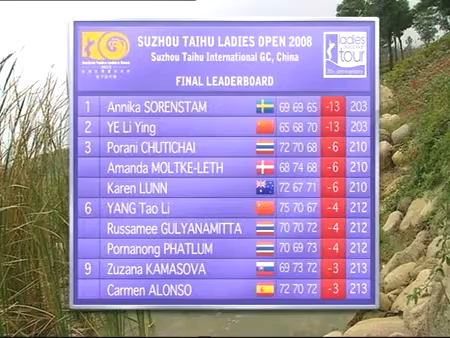 SUZHOU TAIHU LADIES OPEN 2008
Suzhou Taihu International GC, China
FINAL LEADERBOARD
ladies
european
tour
30th anniversary
1 Annika SORENSTAM 69 69 65 -13 203
2 YE Li Ying 65 68 70 -13 203
3 Porani CHUTICHAI 72 70 68 -6 210
Amanda MOLTKE-LETH 68 74 68 -6 210
Karen LUNN 72 67 71 -6 210
6 YANG Tao Li 75 70 67 -4 212
Russamee GULYANAMITTA 70 70 72 -4 212
Pornanong PHATLUM 70 69 73 -4 212
9 Zuzana KAMASOVA 69 73 72 -3 213
Carmen ALONSO 72 70 72 -3 213